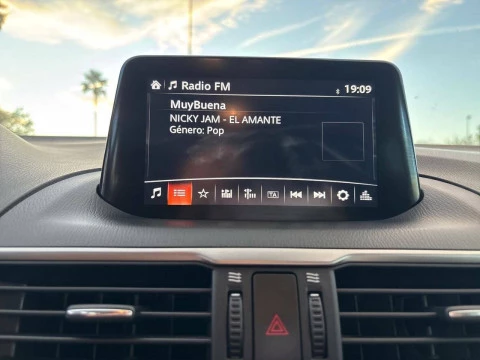 Radio FM
19:09
MuyBuena
NICKY JAM - EL AMANTE
Género: Pop
TA